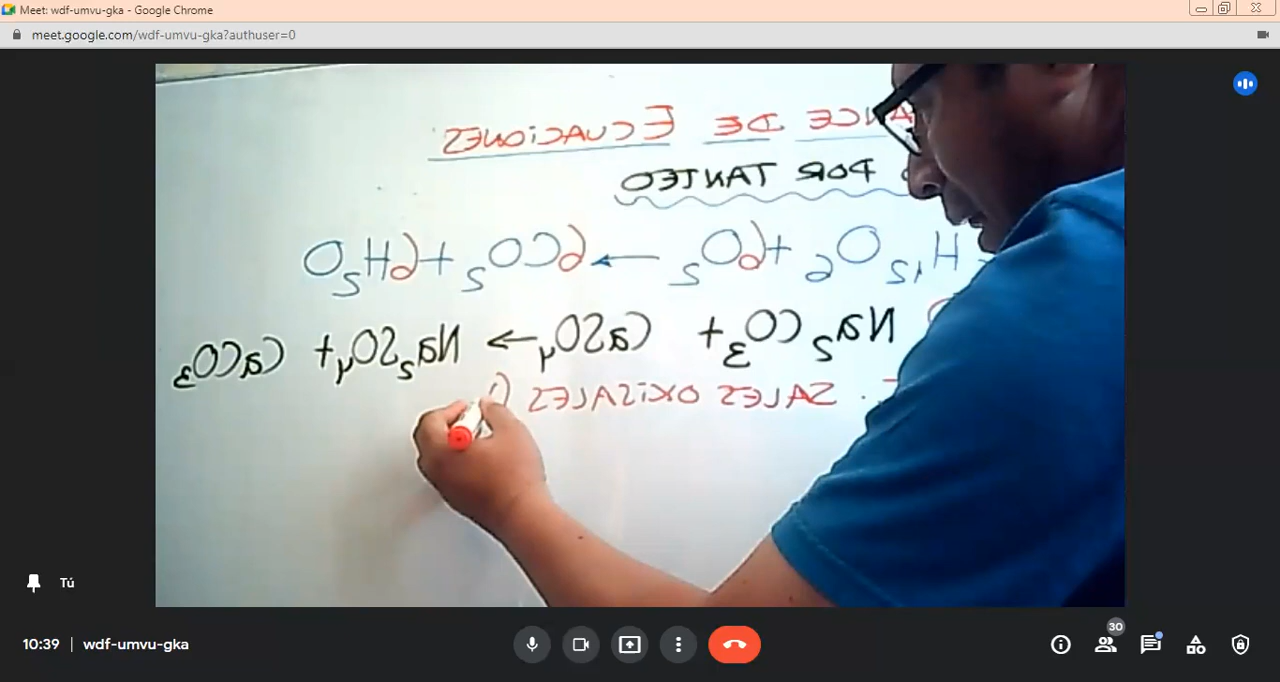 Meet: wdf-umvu-gka - Google Chrome
meet.google.com/wdf-umvu-gka?authuser=0
ANCE DE ECUACIONES
POR TANTEO
H₁₂O₆ + 6O₂ → 6CO₂ + 6H₂O
Na₂CO₃ + CaSO₄ → Na₂SO₄ + CaCO₃
. SALES OXISALES (
Tú
10:39 | wdf-umvu-gka
30